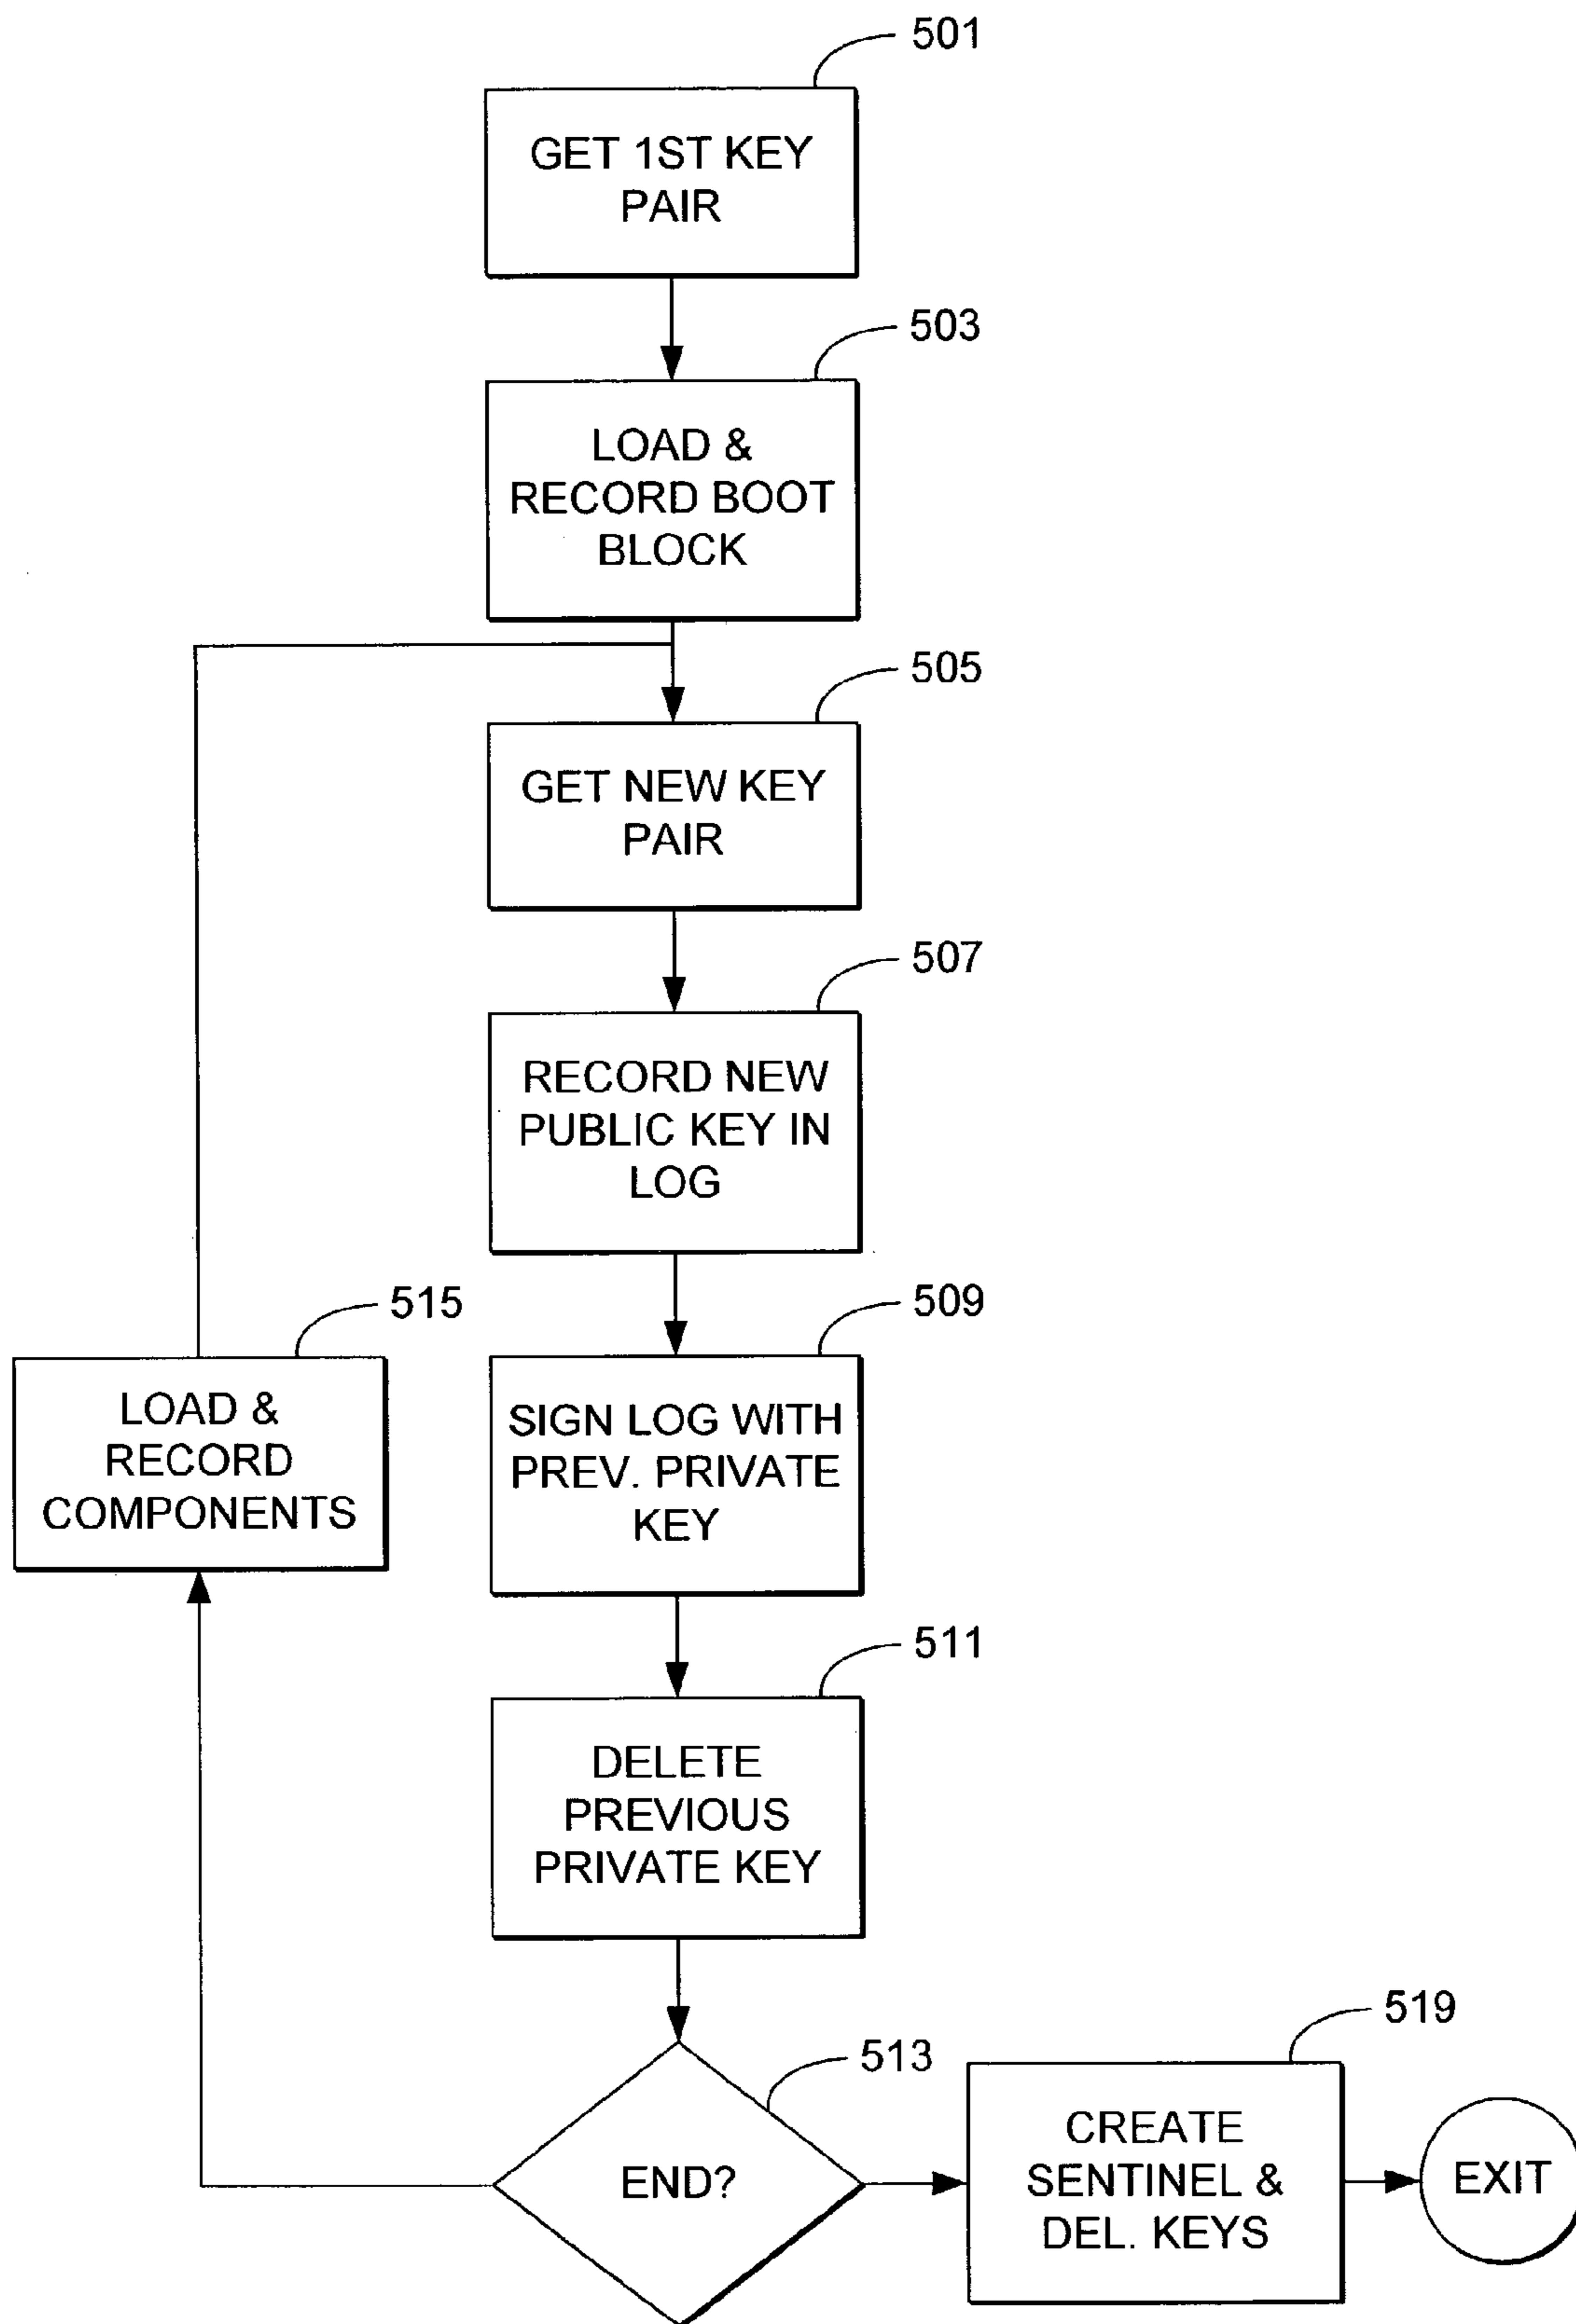 501
GET 1ST KEY
PAIR
503
LOAD &
RECORD BOOT
BLOCK
505
GET NEW KEY
PAIR
507
RECORD NEW
PUBLIC KEY IN
LOG
515
LOAD &
RECORD
COMPONENTS
509
SIGN LOG WITH
PREV. PRIVATE
KEY
511
DELETE
PREVIOUS
PRIVATE KEY
513
END?
519
CREATE
SENTINEL &
DEL. KEYS
EXIT